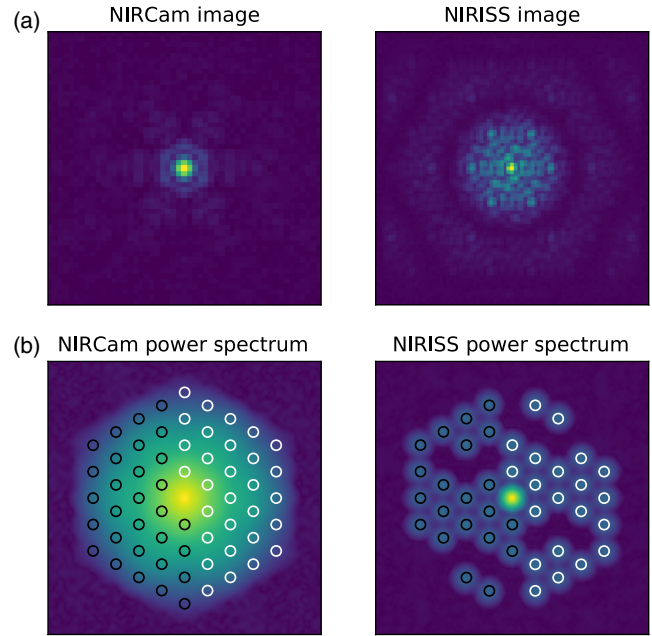 (a)
NIRCam image
NIRISS image
(b)
NIRCam power spectrum
NIRISS power spectrum